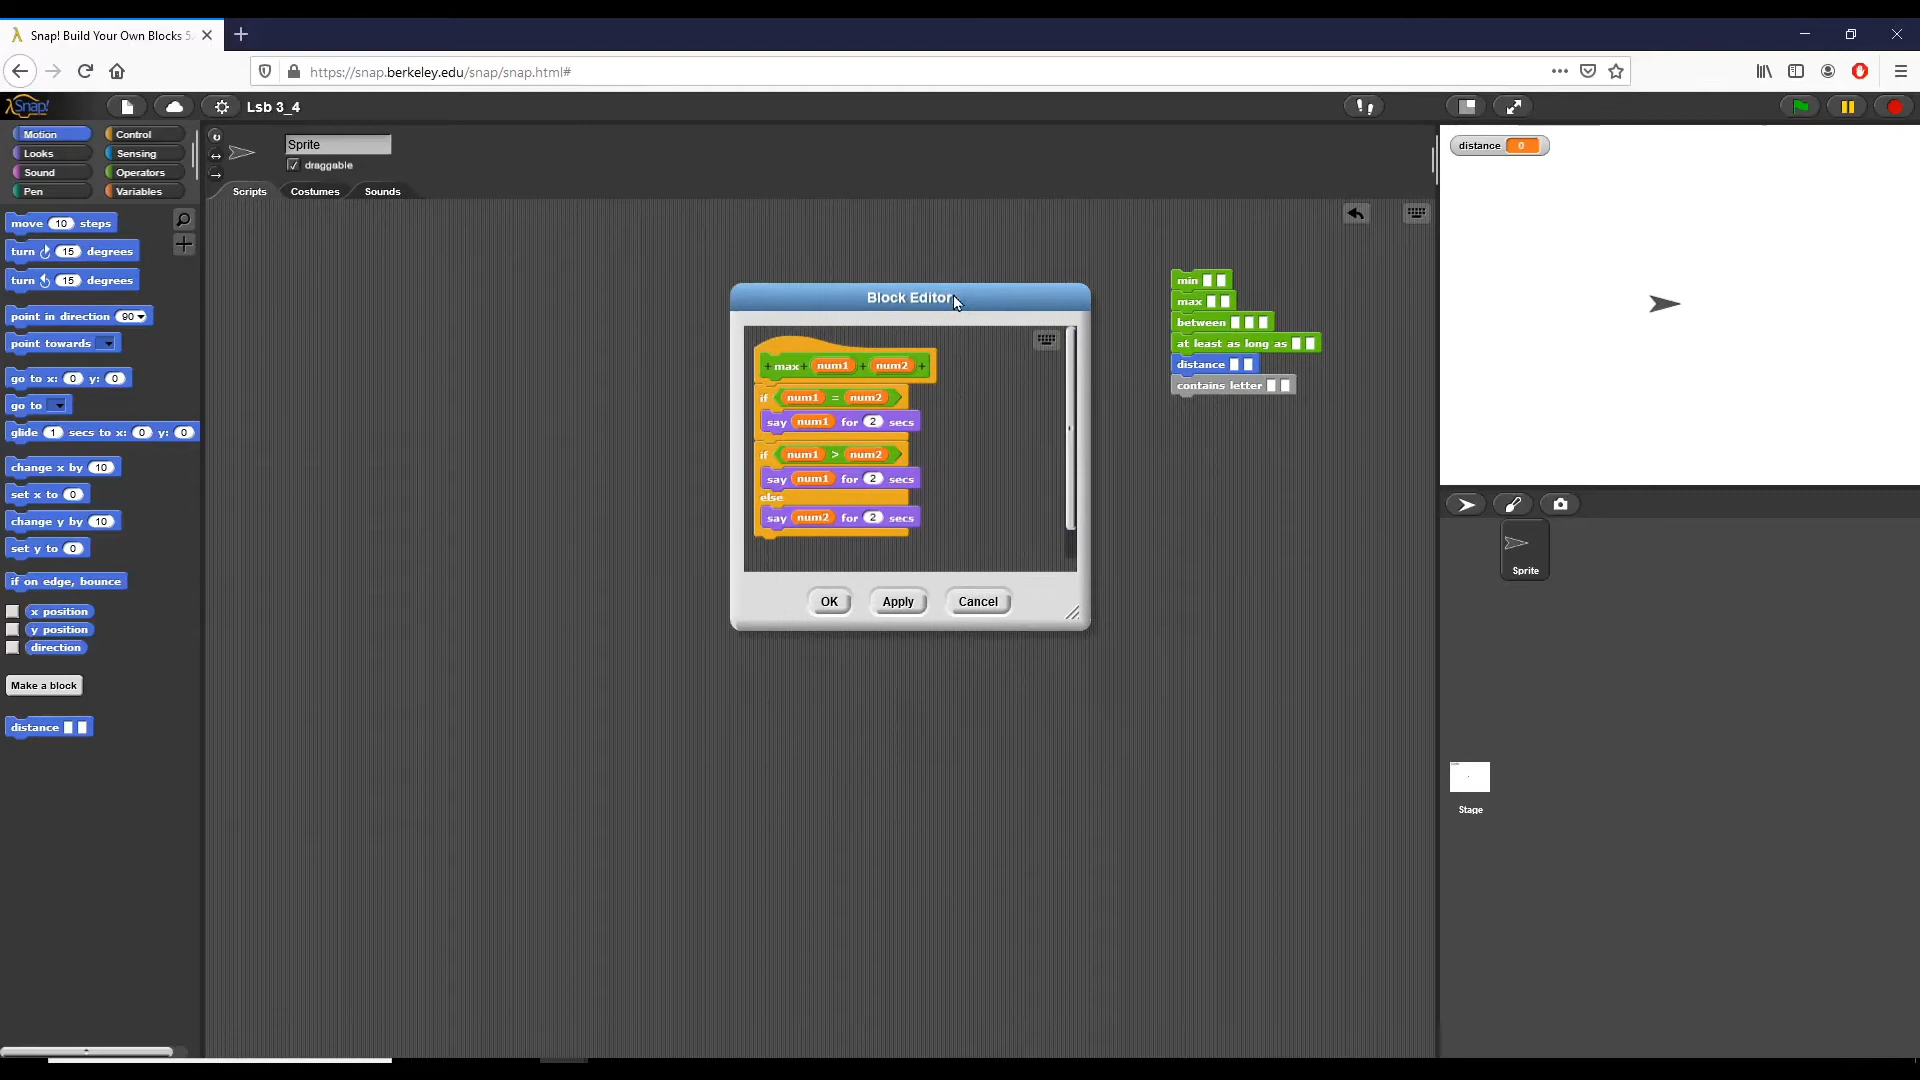 Snap! Build Your Own Blocks 5.
https://snap.berkeley.edu/snap/snap.html#
Snap!
Lsb 3_4
Motion
Control
Looks
Sensing
Sound
Operators
Pen
Variables
Sprite
draggable
Scripts
Costumes
Sounds
move 10 steps
turn 15 degrees
turn 15 degrees
point in direction 90
point towards
go to x: 0 y: 0
go to
glide 1 secs to x: 0 y: 0
change x by 10
set x to 0
change y by 10
set y to 0
if on edge, bounce
x position
y position
direction
Make a block
distance
Block Editor
+ max + num1 + num2 +
if num1 = num2
say num1 for 2 secs
if num1 > num2
say num1 for 2 secs
else
say num2 for 2 secs
OK
Apply
Cancel
min
max
between
at least as long as
distance
contains letter
distance 0
Sprite
Stage